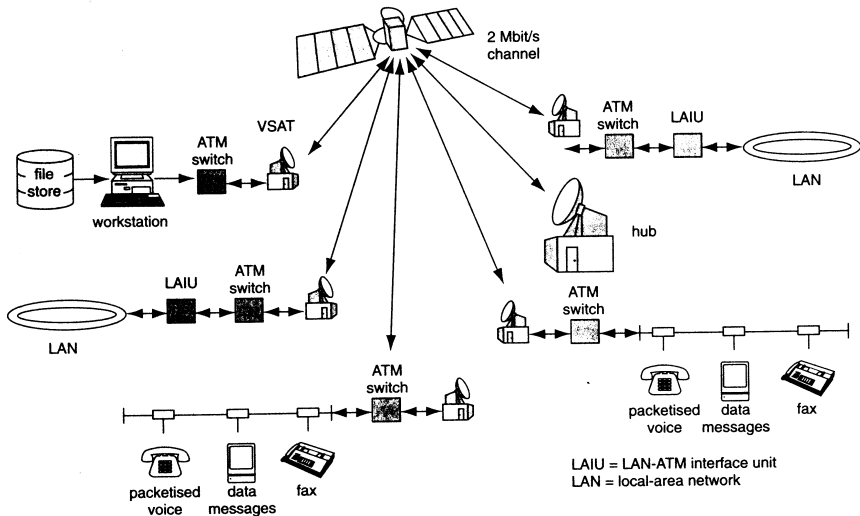 2 Mbit/s
channel
VSAT
ATM
switch
file
store
workstation
ATM
switch
LAIU
LAN
hub
LAIU
ATM
switch
LAN
ATM
switch
packetised
voice
data
messages
fax
ATM
switch
packetised
voice
data
messages
fax
LAIU = LAN-ATM interface unit
LAN = local-area network